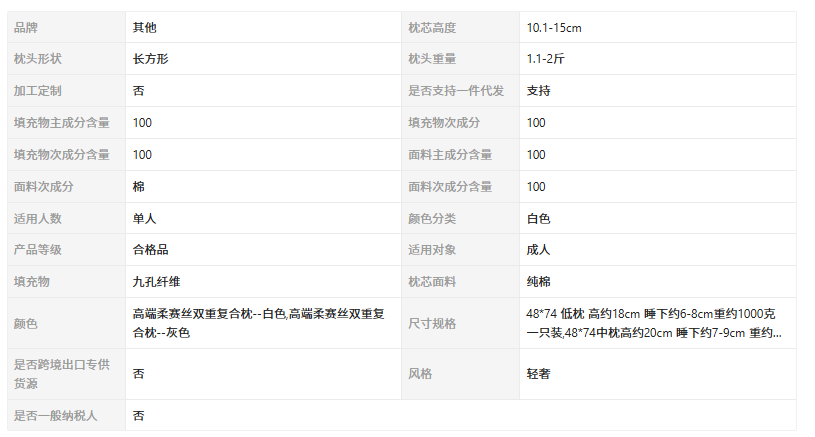 品牌 其他 枕芯高度 10.1-15cm
枕头形状 长方形 枕头重量 1.1-2斤
加工定制 否 是否支持一件代发 支持
填充物主成分含量 100 填充物次成分 100
填充物次成分含量 100 面料主成分含量 100
面料次成分 棉 面料次成分含量 100
适用人数 单人 颜色分类 白色
产品等级 合格品 适用对象 成人
填充物 九孔纤维 枕芯面料 纯棉
颜色 高端柔赛丝双重复合枕--白色,高端柔赛丝双重复
合枕--灰色
尺寸规格 48*74 低枕 高约18cm 睡下约6-8cm重约1000克
一只装,48*74中枕高约20cm 睡下约7-9cm 重约...
是否跨境出口专供
货源 否 风格 轻奢
是否一般纳税人 否